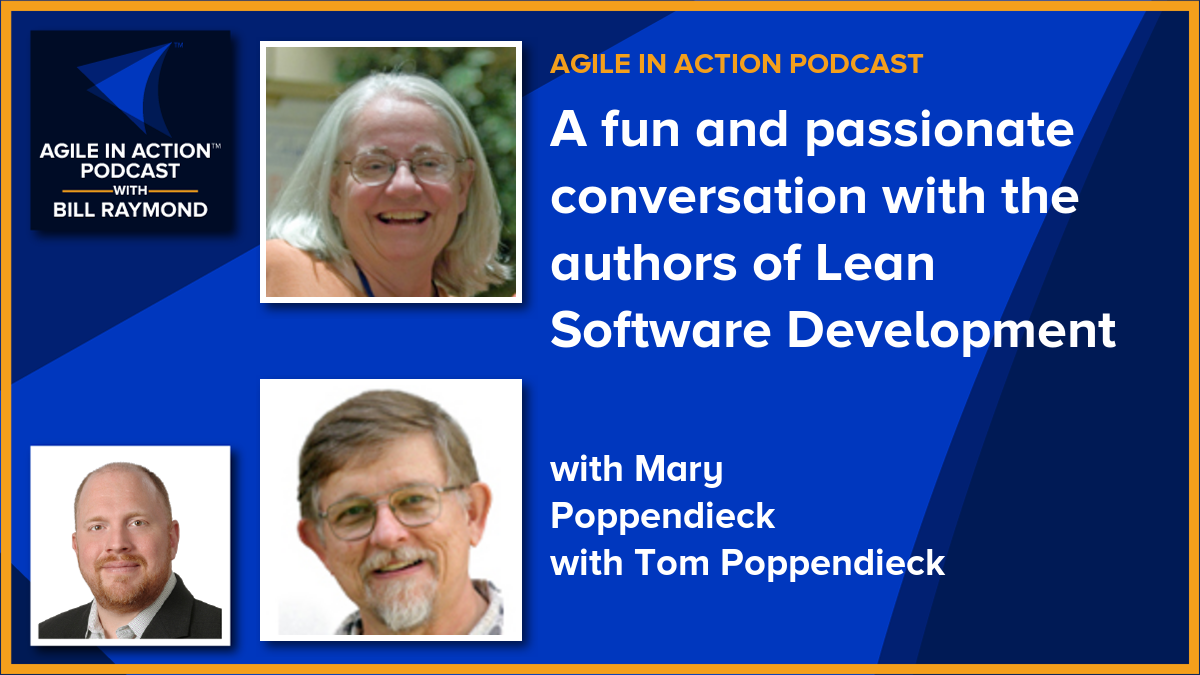 AGILE IN ACTION™
PODCAST
WITH
BILL RAYMOND
™
AGILE IN ACTION PODCAST
A fun and passionate
conversation with the
authors of Lean
Software Development
with Mary
Poppendieck
with Tom Poppendieck